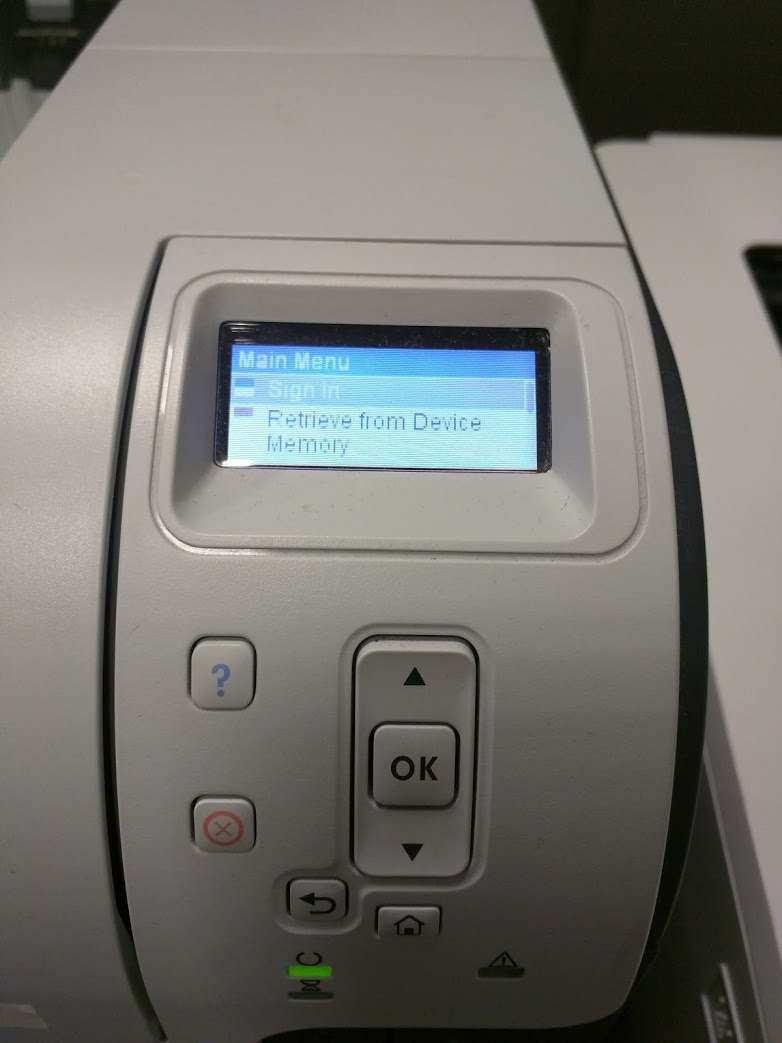 Main Menu
Sign In
Retrieve from Device
Memory
?
OK